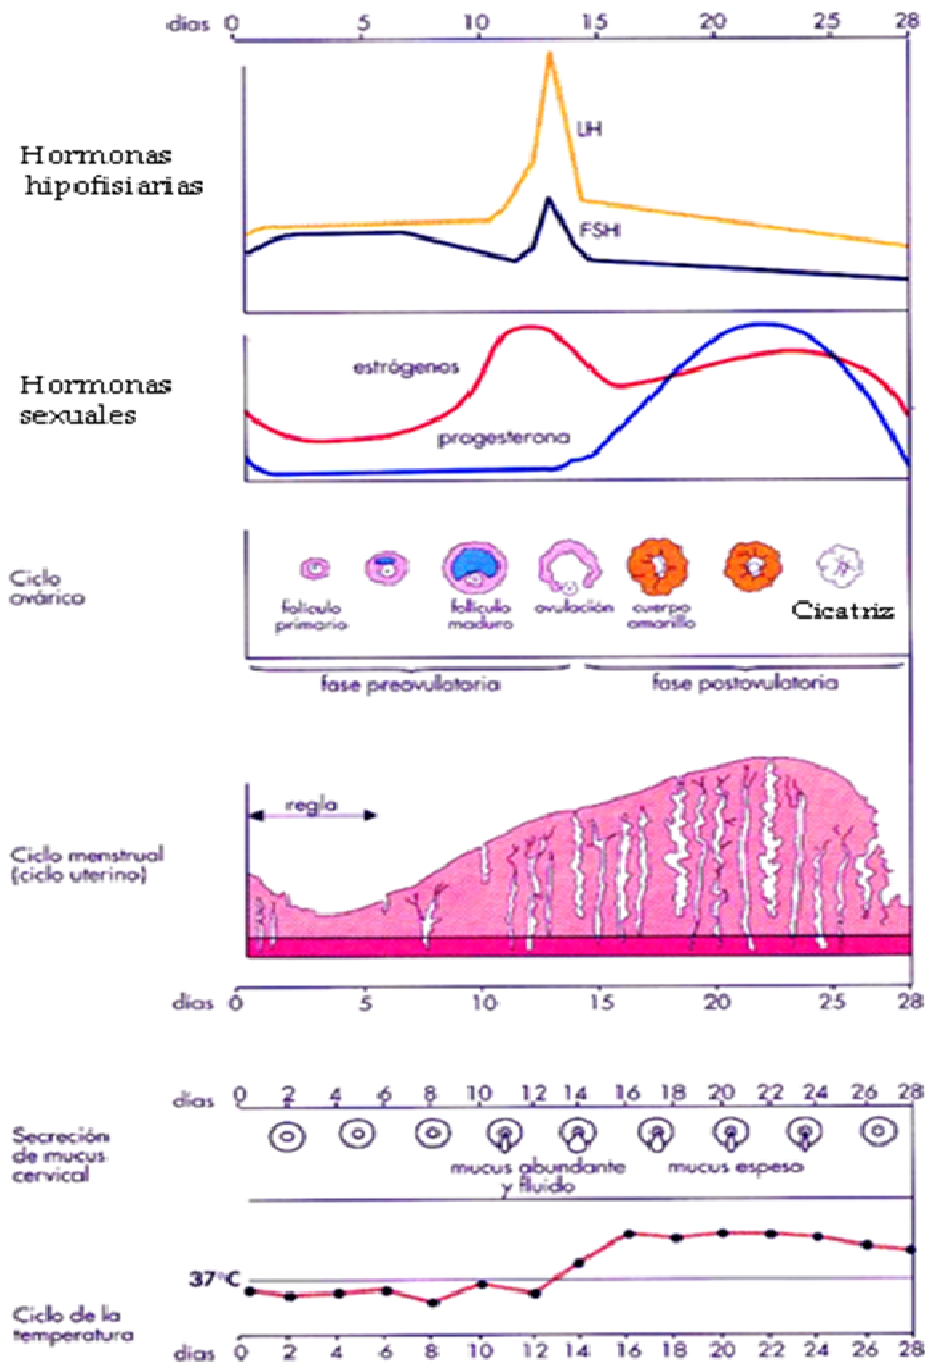 días 0 5 10 15 20 25 28
LH
Hormonas
hipofisiarias
FSH
estrógenos
Hormonas
sexuales
progesterona
Ciclo
ovárico
folículo
primario
folículo
maduro
ovulación
cuerpo
amarillo
Cicatriz
fase preovulatoria
fase postovulatoria
regla
Ciclo menstrual
(ciclo uterino)
días 0 5 10 15 20 25 28
días 0 2 4 6 8 10 12 14 16 18 20 22 24 26 28
Secreción
de mucus
cervical
mucus abundante
y fluido
mucus espeso
37°C
Ciclo de la
temperatura
días 0 2 4 6 8 10 12 14 16 18 20 22 24 26 28